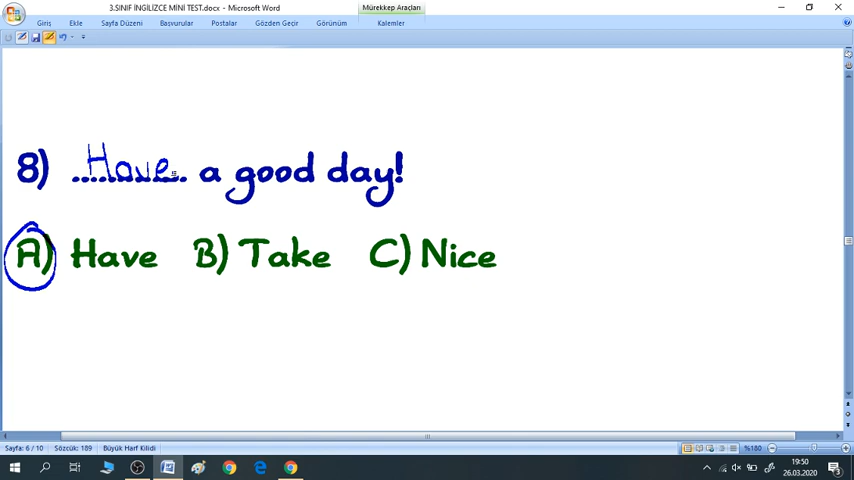 3.SINIF İNGİLİZCE MİNİ TEST.docx - Microsoft Word
Mürekkep Araçları
Giriş Ekle Sayfa Düzeni Başvurular Postalar Gözden Geçir Görünüm Kalemler
8) Have a good day!
A) Have B) Take C) Nice
Sayfa: 6 / 10 Sözcük: 189 Büyük Harf Kilidi %180
19:50
26.03.2020
3